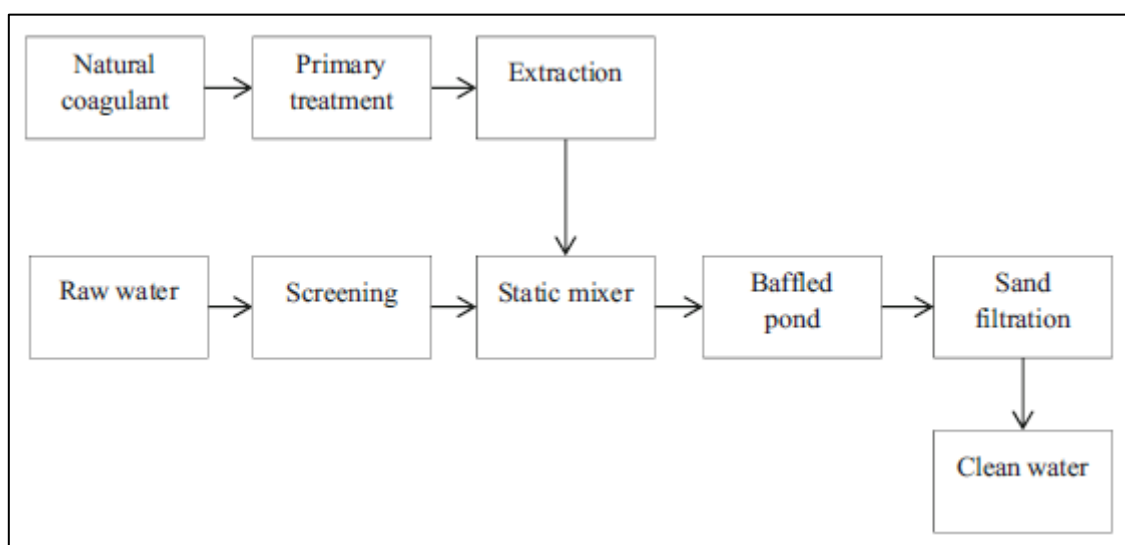 Natural
coagulant
Primary
treatment
Extraction
Raw water
Screening
Static mixer
Baffled
pond
Sand
filtration
Clean water